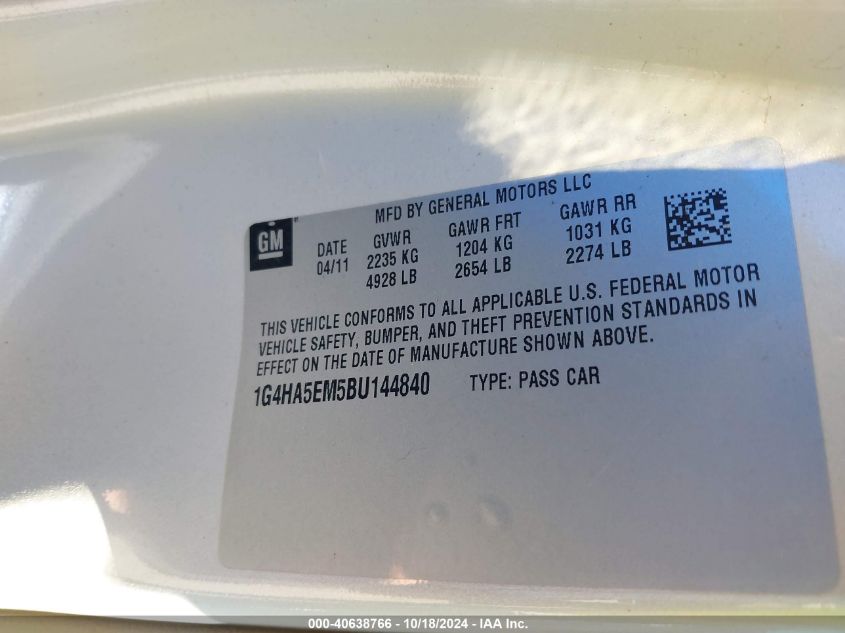 MFD BY GENERAL MOTORS LLC
GM
DATE GVWR GAWR FRT GAWR RR
04/11 2235 KG 1204 KG 1031 KG
4928 LB 2654 LB 2274 LB
THIS VEHICLE CONFORMS TO ALL APPLICABLE U.S. FEDERAL MOTOR
VEHICLE SAFETY, BUMPER, AND THEFT PREVENTION STANDARDS IN
EFFECT ON THE DATE OF MANUFACTURE SHOWN ABOVE.
1G4HA5EM5BU144840 TYPE: PASS CAR
000-40638766 - 10/18/2024 - IAA Inc.